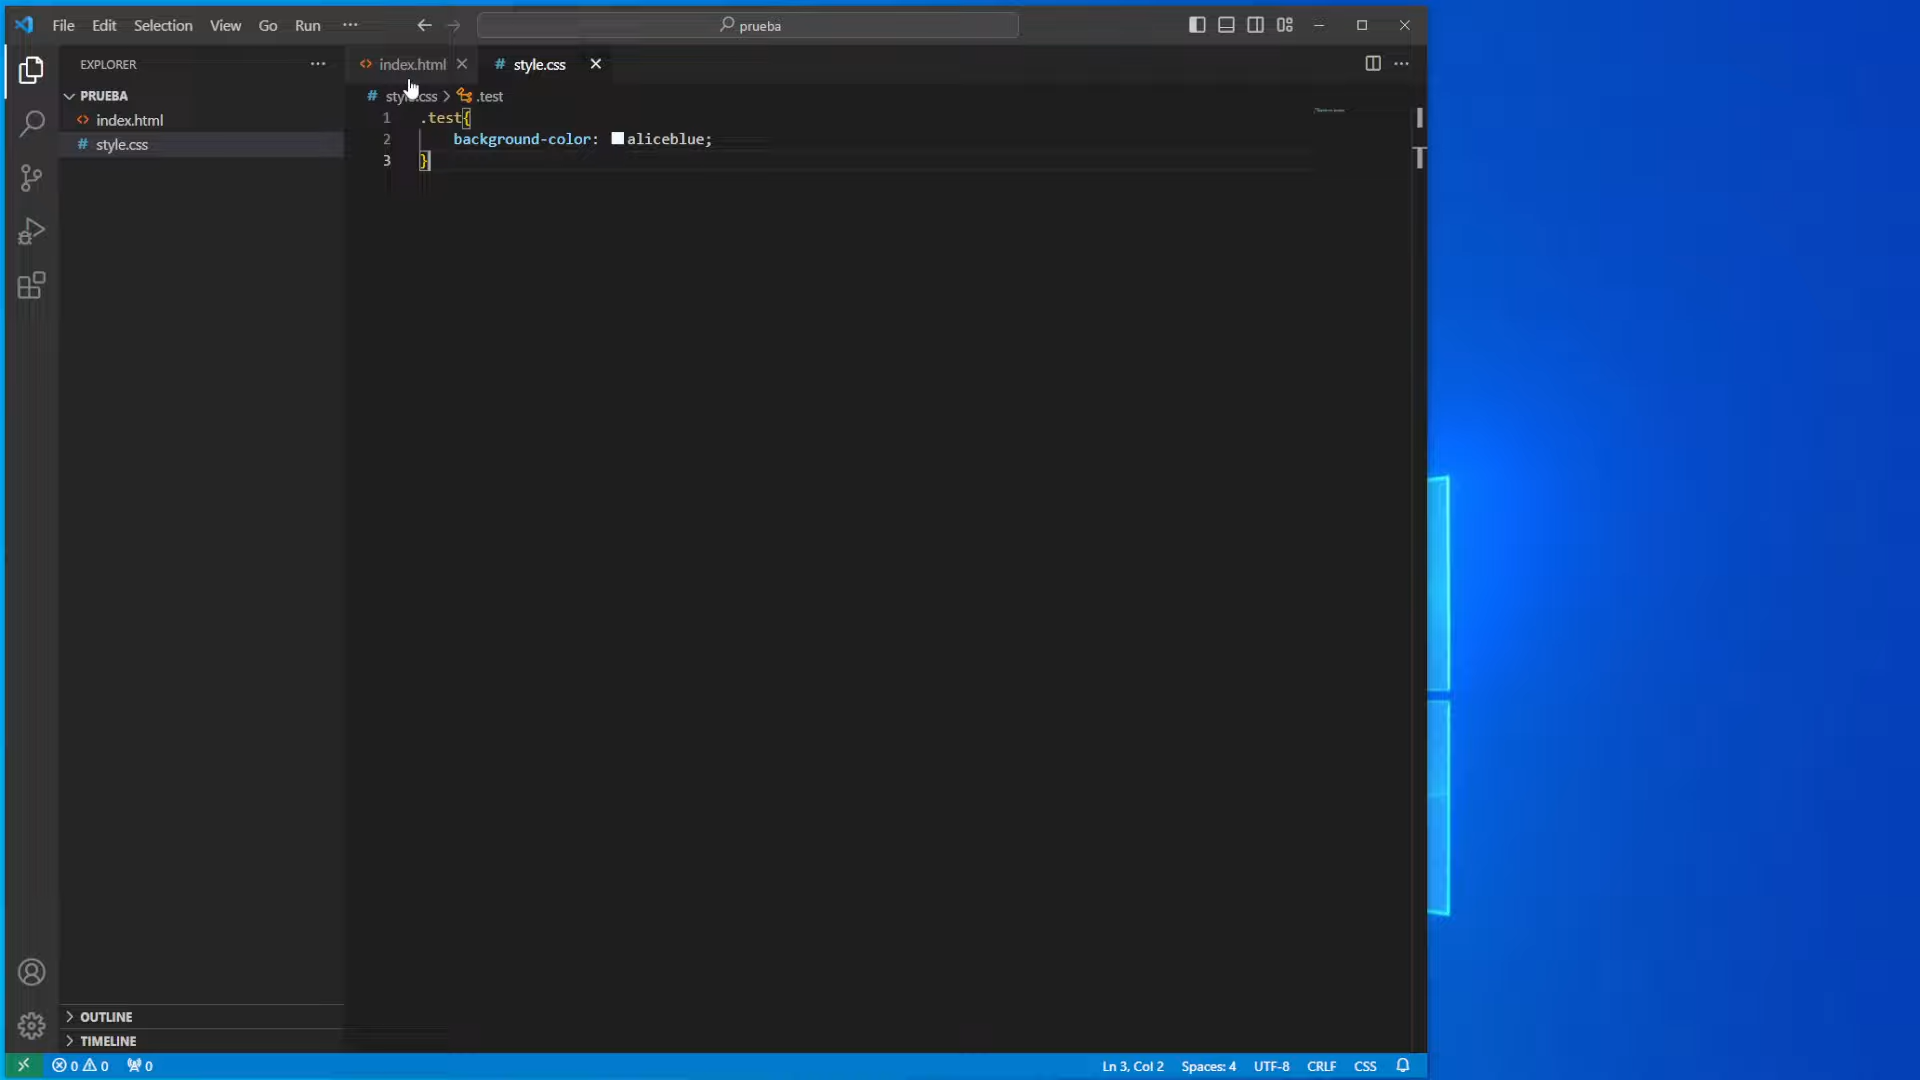 File Edit Selection View Go Run ··· prueba
EXPLORER ···
index.html
style.css
PRUEBA
index.html
style.css
style.css > .test
1 .test{
2 background-color: aliceblue;
3 }
OUTLINE
TIMELINE
0 0 0
Ln 3, Col 2 Spaces: 4 UTF-8 CRLF CSS